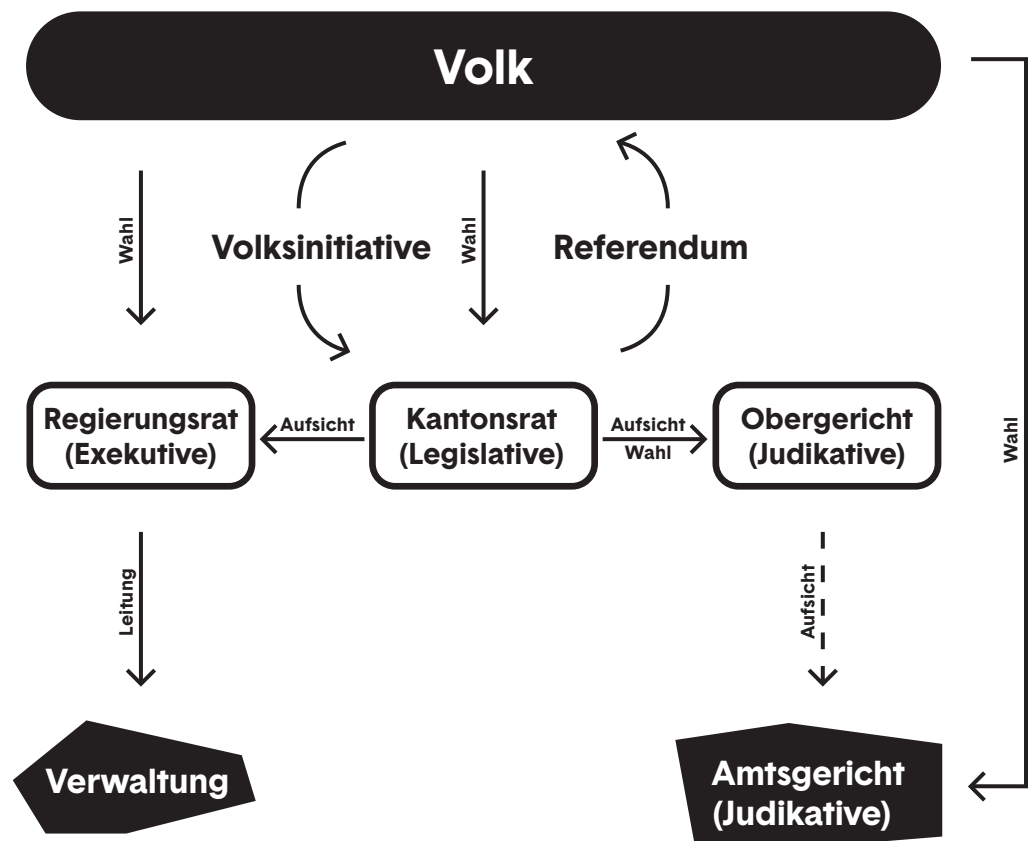 Volk
Wahl
Volksinitiative
Wahl
Referendum
Wahl
Regierungsrat
(Exekutive)
Aufsicht
Kantonsrat
(Legislative)
Aufsicht
Wahl
Obergericht
(Judikative)
Leitung
Aufsicht
Verwaltung
Amtsgericht
(Judikative)